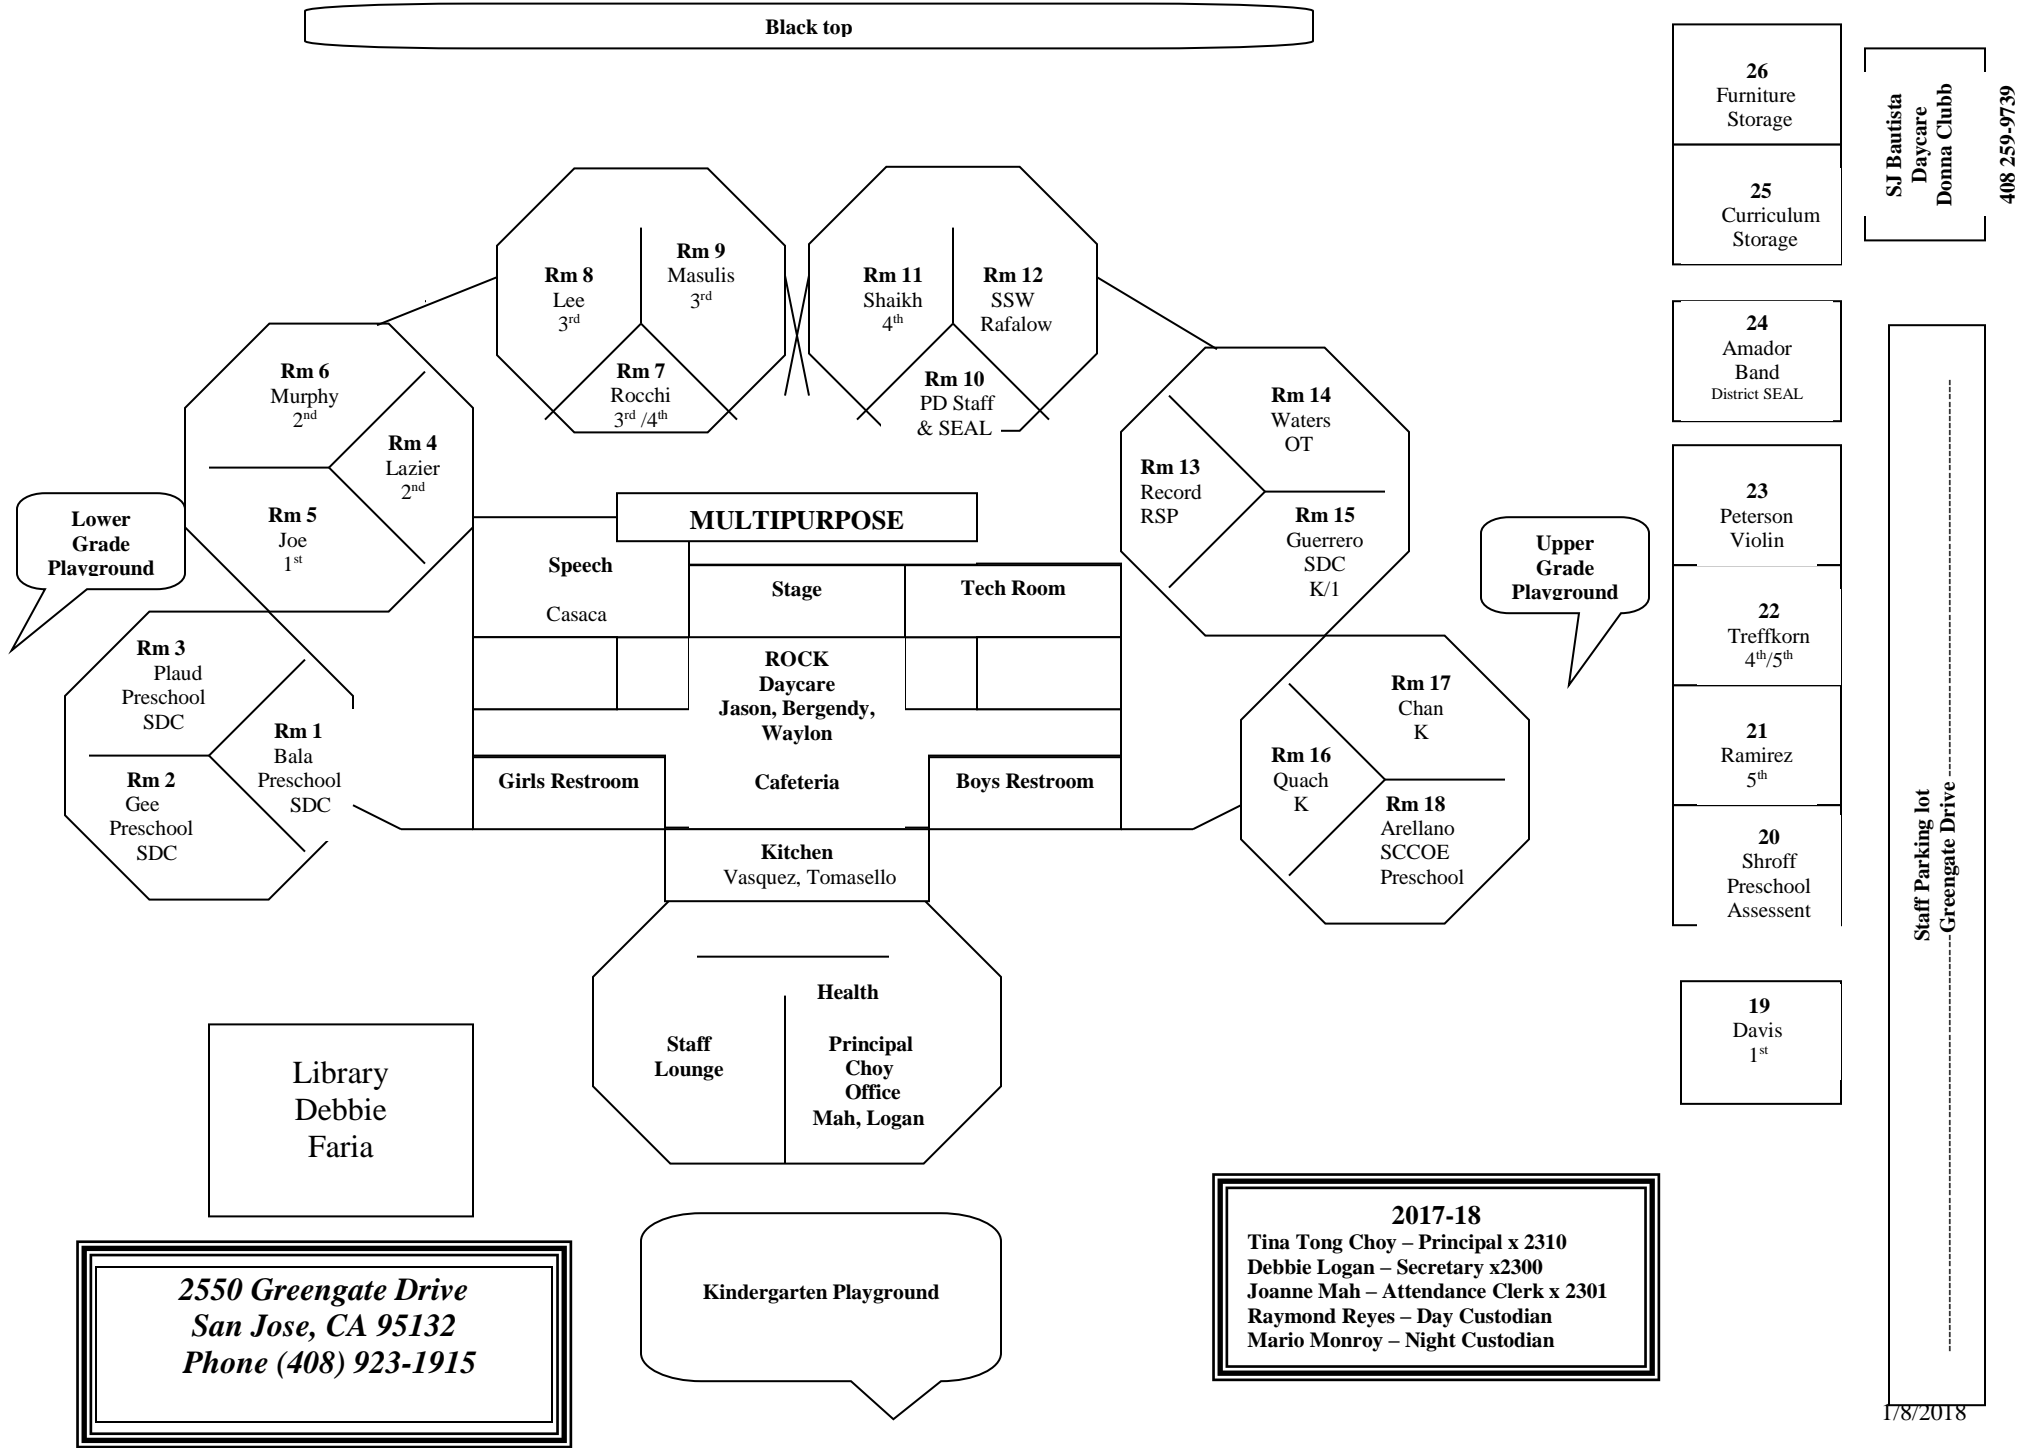 Black top
26
Furniture
Storage
25
Curriculum
Storage
SJ Bautista
Daycare
Donna Clubb
408 259-9739
Rm 8
Lee
3rd
Rm 9
Masulis
3rd
Rm 7
Rocchi
3rd /4th
Rm 11
Shaikh
4th
Rm 12
SSW
Rafalow
Rm 10
PD Staff
& SEAL
24
Amador
Band
District SEAL
Rm 6
Murphy
2nd
Rm 4
Lazier
2nd
Rm 5
Joe
1st
Rm 14
Waters
OT
Rm 13
Record
RSP
Rm 15
Guerrero
SDC
K/1
Lower
Grade
Playground
MULTIPURPOSE
Speech
Casaca
Stage
Tech Room
Upper
Grade
Playground
23
Peterson
Violin
22
Treffkorn
4th/5th
21
Ramirez
5th
20
Shroff
Preschool
Assessent
Rm 3
Plaud
Preschool
SDC
Rm 1
Bala
Preschool
SDC
Rm 2
Gee
Preschool
SDC
ROCK
Daycare
Jason, Bergendy,
Waylon
Girls Restroom
Cafeteria
Boys Restroom
Rm 17
Chan
K
Rm 16
Quach
K
Rm 18
Arellano
SCCOE
Preschool
Kitchen
Vasquez, Tomasello
Staff Parking lot
Greengate Drive
Health
Staff
Lounge
Principal
Choy
Office
Mah, Logan
19
Davis
1st
Library
Debbie
Faria
2550 Greengate Drive
San Jose, CA 95132
Phone (408) 923-1915
Kindergarten Playground
2017-18
Tina Tong Choy – Principal x 2310
Debbie Logan – Secretary x2300
Joanne Mah – Attendance Clerk x 2301
Raymond Reyes – Day Custodian
Mario Monroy – Night Custodian
1/8/2018